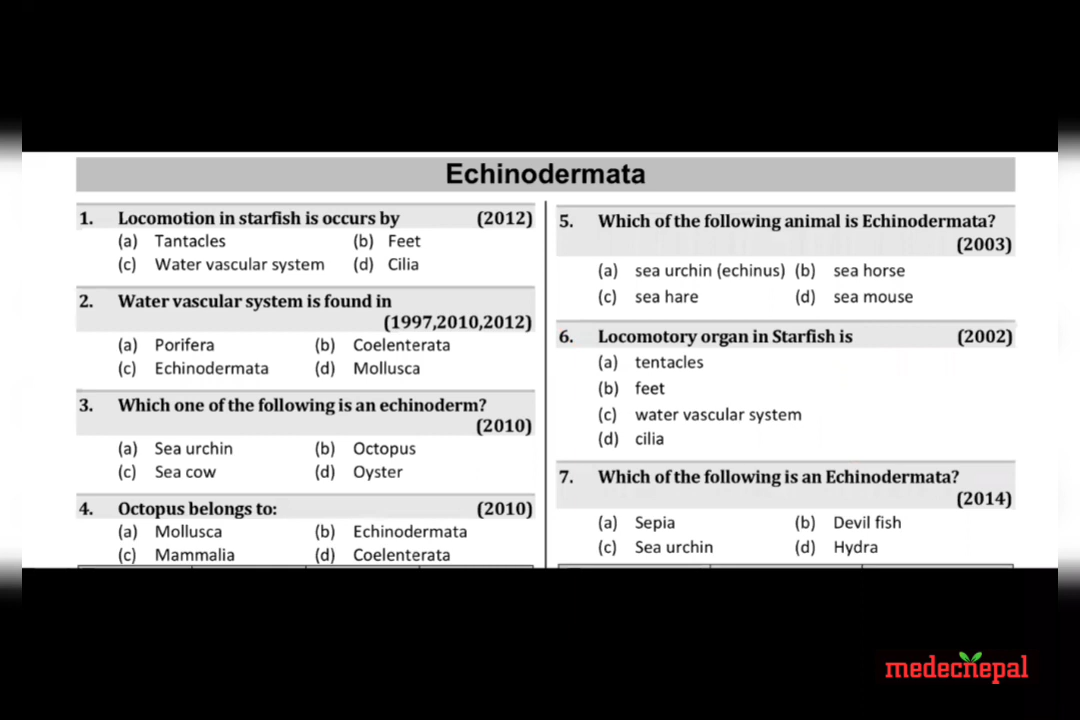 Echinodermata
1. Locomotion in starfish is occurs by (2012)
(a) Tantacles (b) Feet
(c) Water vascular system (d) Cilia
2. Water vascular system is found in
(1997,2010,2012)
(a) Porifera (b) Coelenterata
(c) Echinodermata (d) Mollusca
3. Which one of the following is an echinoderm?
(2010)
(a) Sea urchin (b) Octopus
(c) Sea cow (d) Oyster
4. Octopus belongs to: (2010)
(a) Mollusca (b) Echinodermata
(c) Mammalia (d) Coelenterata
5. Which of the following animal is Echinodermata?
(2003)
(a) sea urchin (echinus) (b) sea horse
(c) sea hare (d) sea mouse
6. Locomotory organ in Starfish is (2002)
(a) tentacles
(b) feet
(c) water vascular system
(d) cilia
7. Which of the following is an Echinodermata?
(2014)
(a) Sepia (b) Devil fish
(c) Sea urchin (d) Hydra
medecnepal